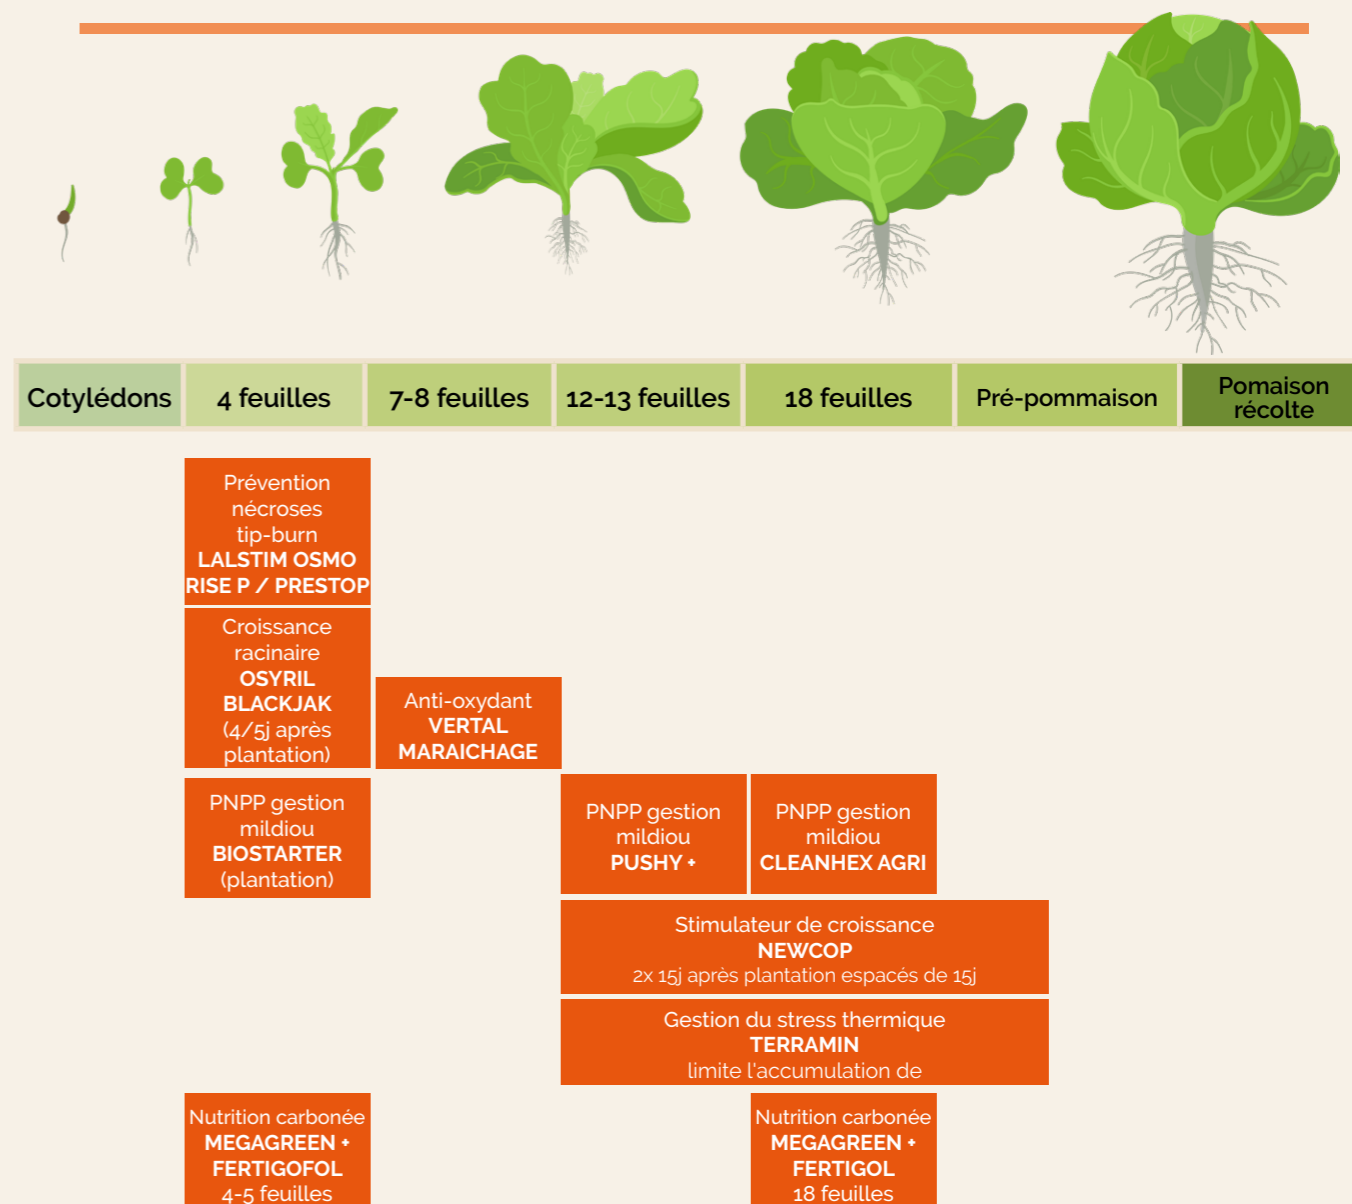 Cotylédons
4 feuilles
7-8 feuilles
12-13 feuilles
18 feuilles
Pré-pommaison
Pomaison
récolte
Prévention
nécroses
tip-burn
LALSTIM OSMO
RISE P / PRESTOP
Croissance
racinaire
OSYRIL
BLACKJAK
(4/5j après
plantation)
Anti-oxydant
VERTAL
MARAICHAGE
PNPP gestion
mildiou
BIOSTARTER
(plantation)
PNPP gestion
mildiou
PUSHY +
PNPP gestion
mildiou
CLEANHEX AGRI
Stimulateur de croissance
NEWCOP
2x 15j après plantation espacés de 15j
Gestion du stress thermique
TERRAMIN
limite l'accumulation de
Nutrition carbonée
MEGAGREEN +
FERTIGOFOL
4-5 feuilles
Nutrition carbonée
MEGAGREEN +
FERTIGOL
18 feuilles